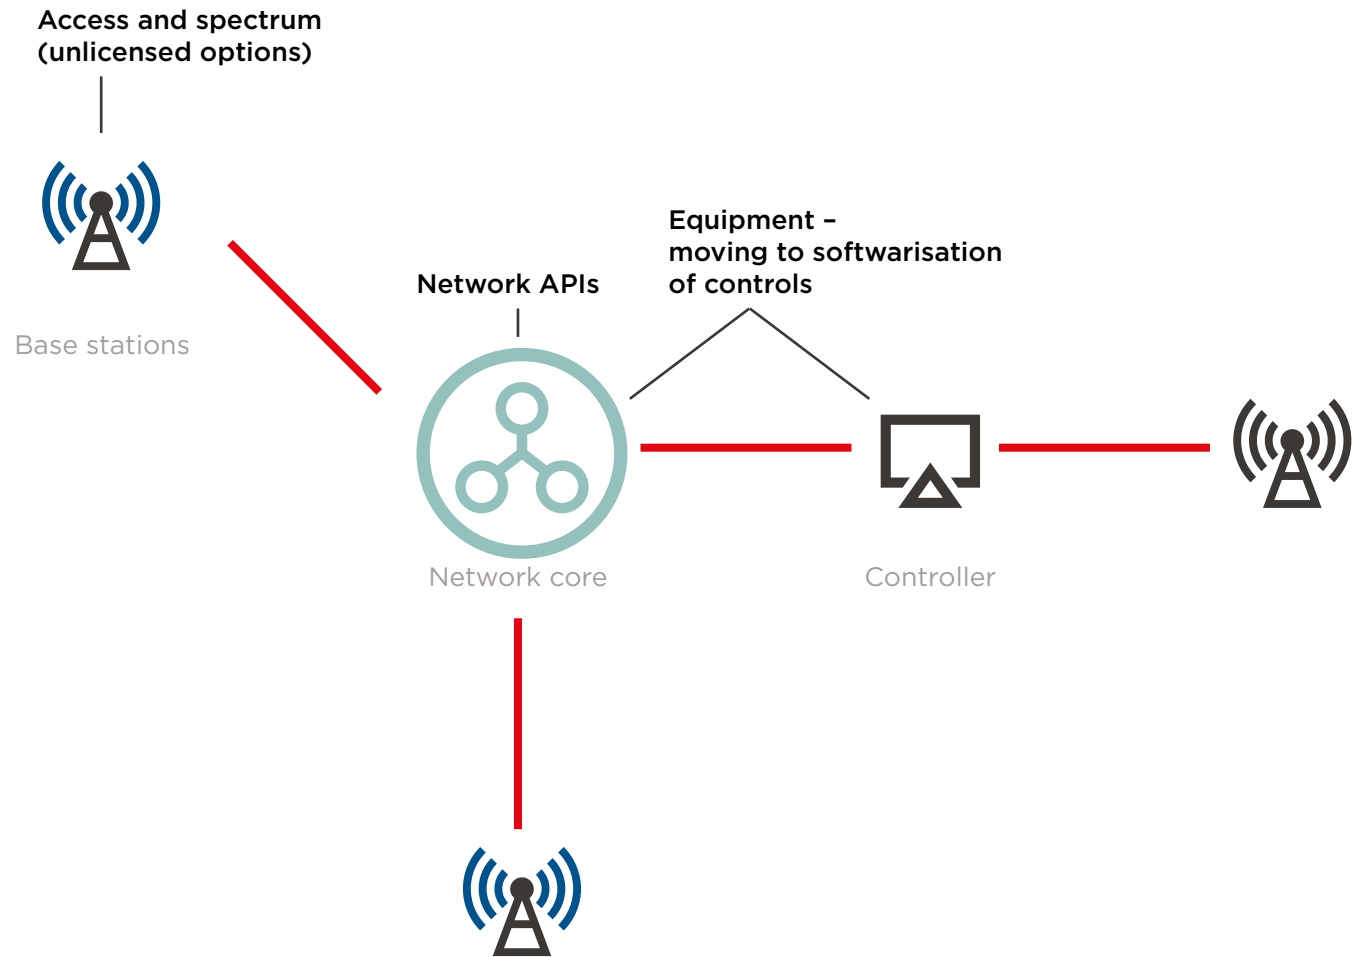 Access and spectrum
(unlicensed options)
Base stations
Network APIs
Equipment –
moving to softwarisation
of controls
Network core
Controller